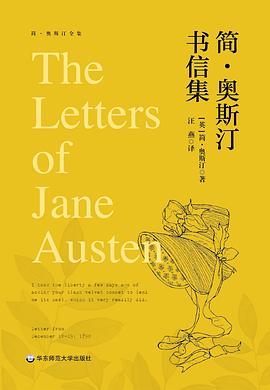 简·奥斯汀全集
简·奥斯汀
书信集
[英]简·奥斯汀◎著
汪燕◎译
The
Letters
of
Jane
Austen
I took the liberty a few days ago of
asking your Black velvet bonnet to lend
me its cawl, which it very readily did,
letter from
December 18-19, 1798
华东师范大学出版社